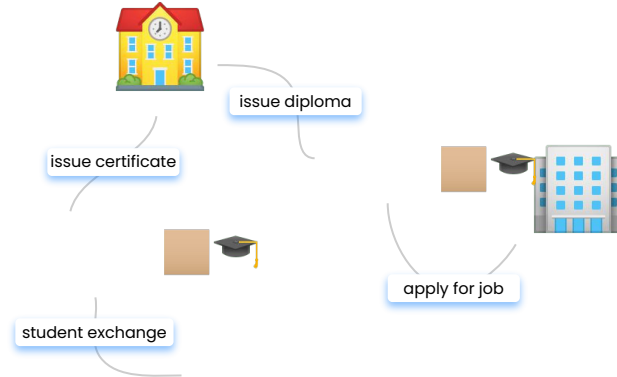 issue diploma
issue certificate
apply for job
student exchange